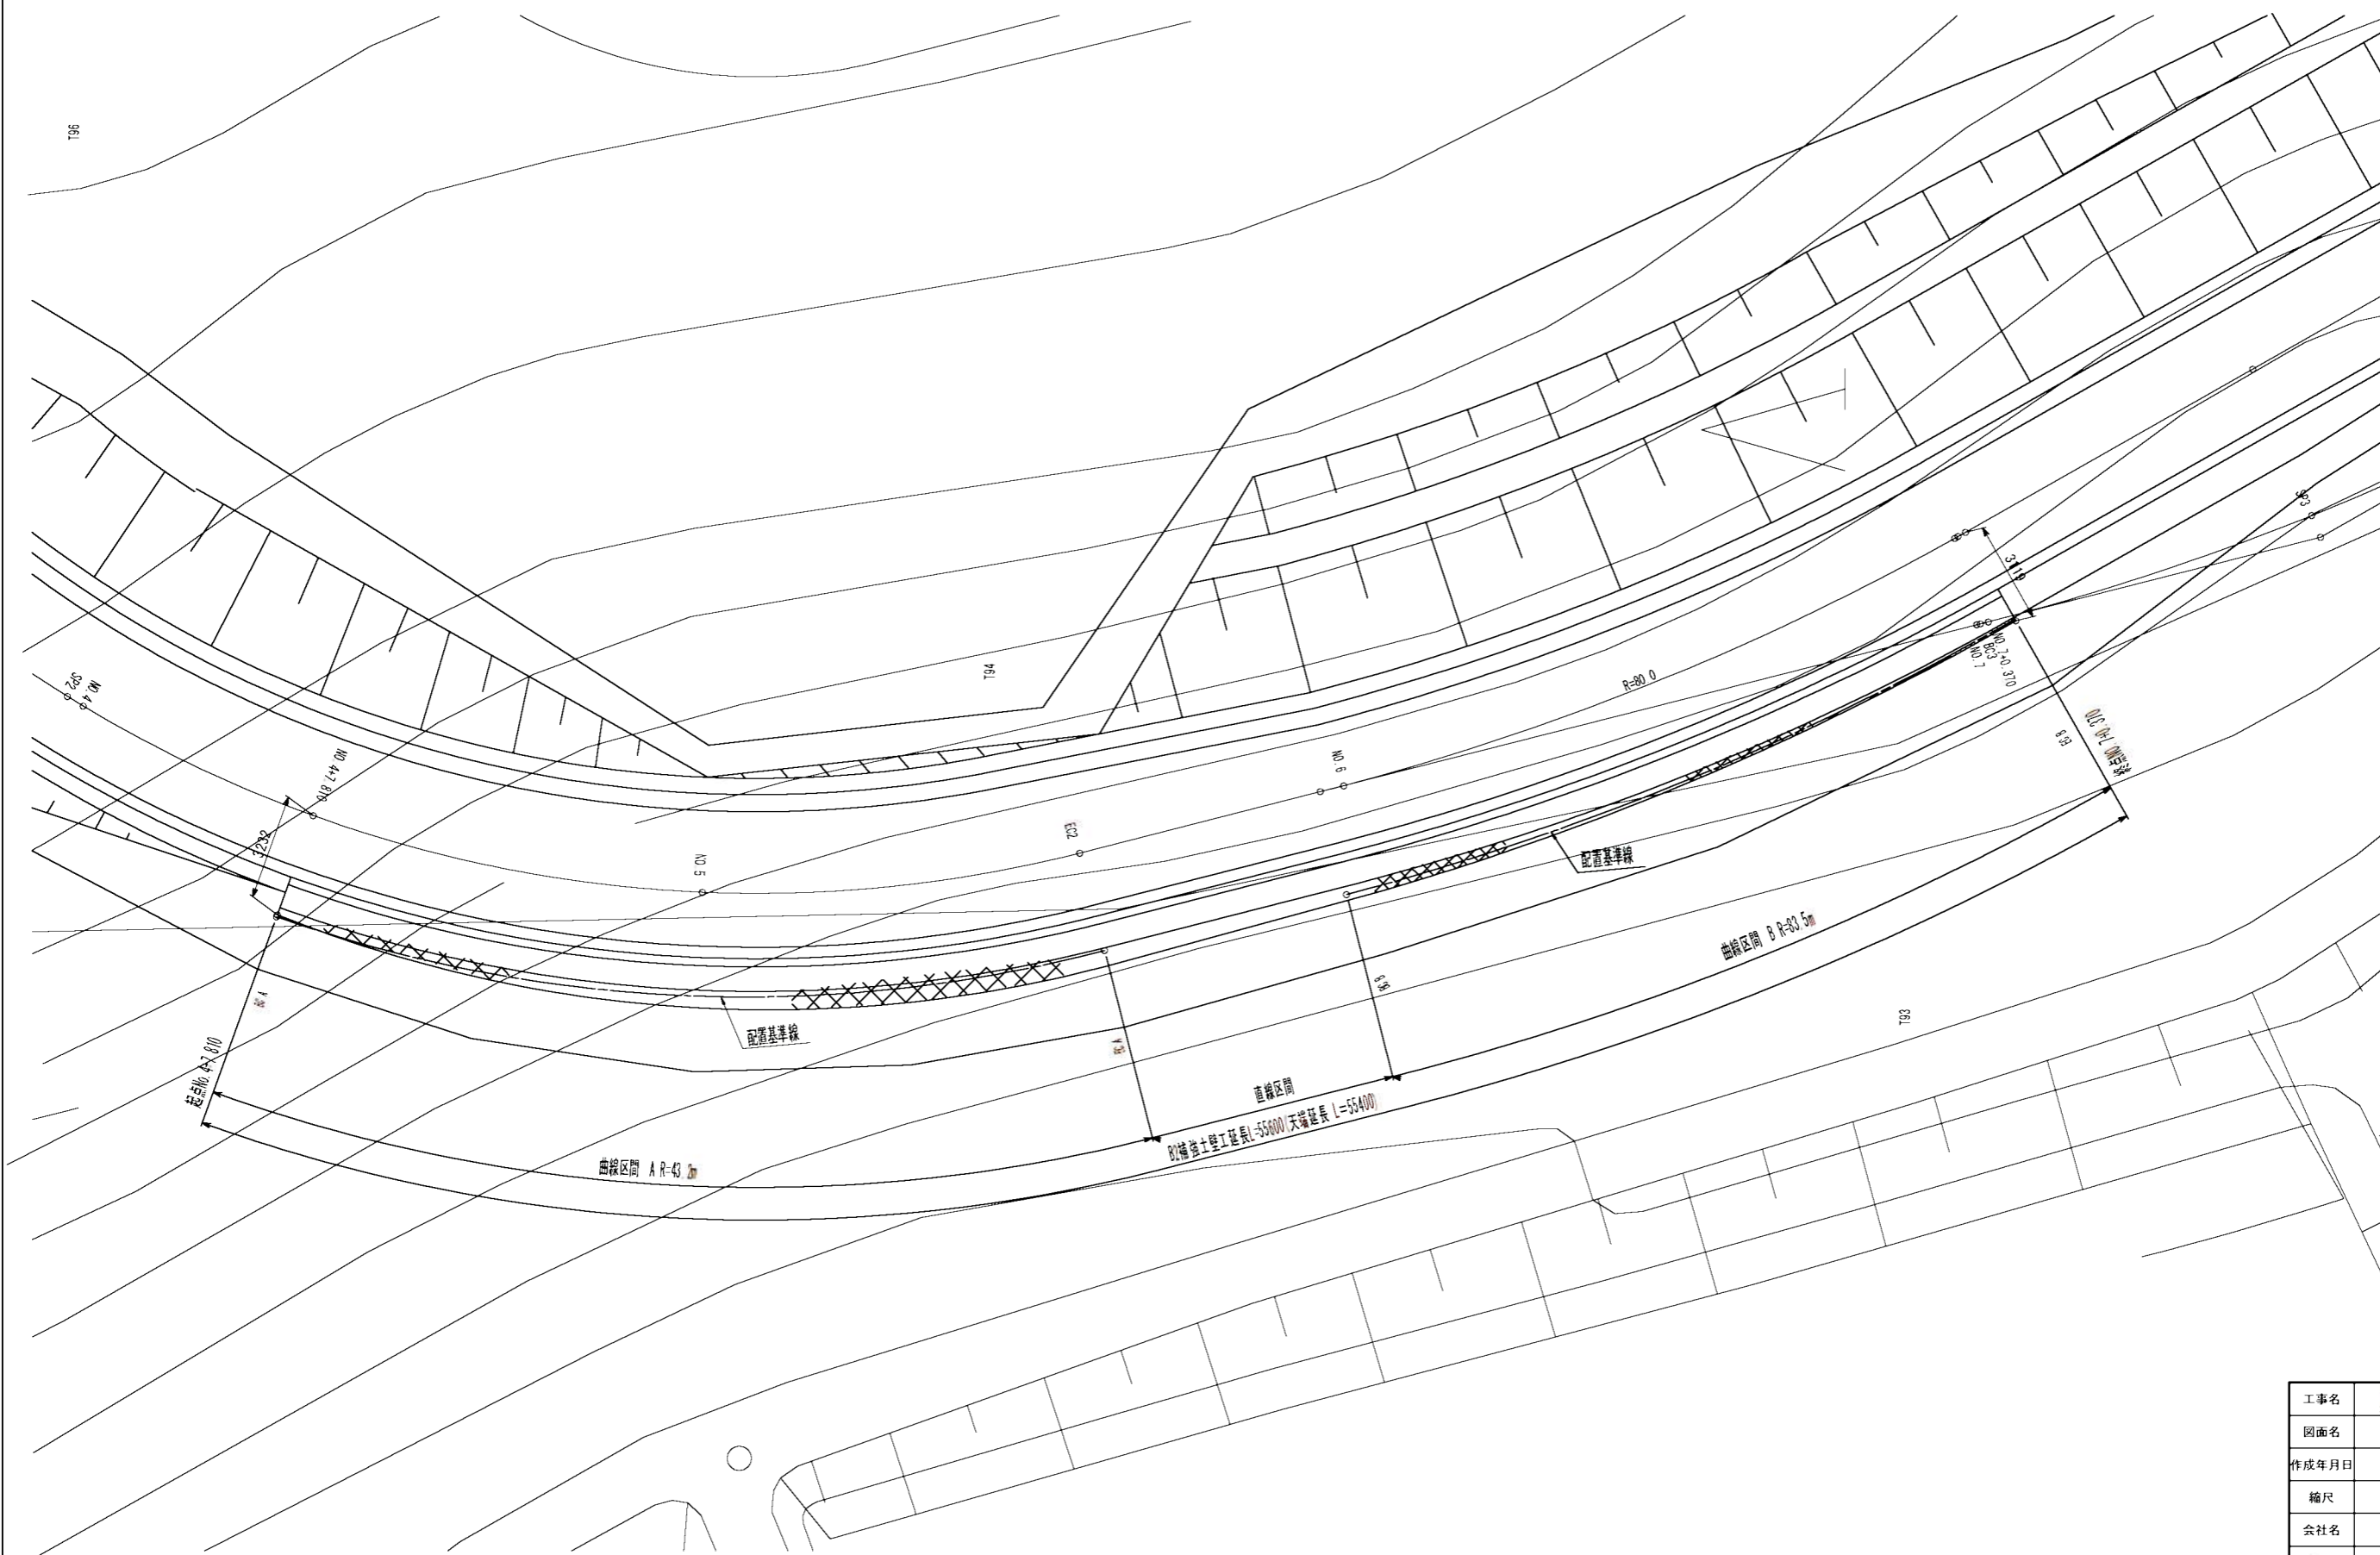 T96
SP2
NO.4
NO.4+7.810
3232
NO.5
EC2
T94
NO.6
R=80.0
SP3
3119
NO.7+0.370
BC3
NO.7
配置基準線
配置基準線
起点No.4+7.810
曲線区間 A R=43.2m
直線区間
B2補強土壁工延長L=55600(天端延長 L=55400)
曲線区間 B R=83.5m
T93
工事名
図面名
作成年月日
縮尺
会社名